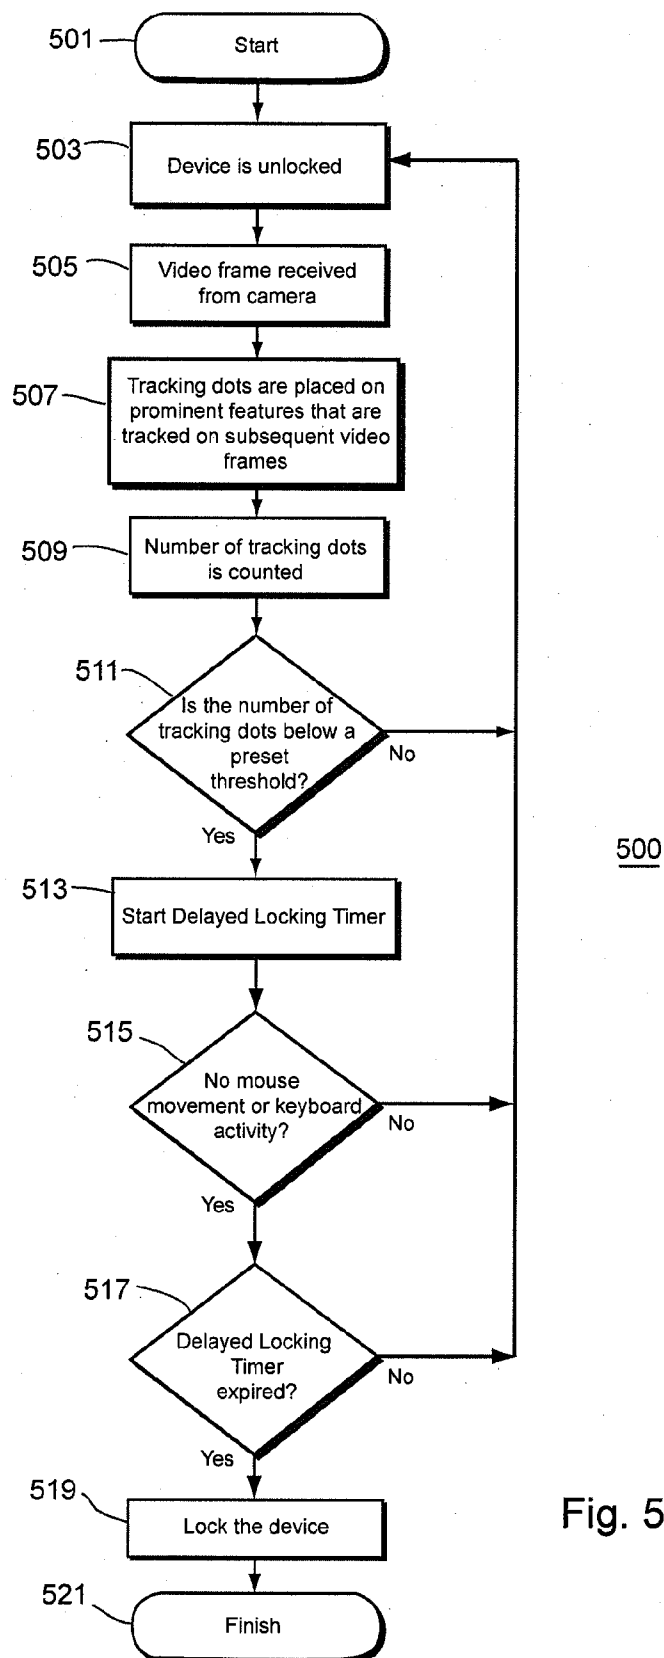 501
Start
503
Device is unlocked
505
Video frame received
from camera
507
Tracking dots are placed on
prominent features that are
tracked on subsequent video
frames
509
Number of tracking dots
is counted
511
Is the number of
tracking dots below a
preset
threshold?
No
Yes
500
513
Start Delayed Locking Timer
515
No mouse
movement or keyboard
activity?
No
Yes
517
Delayed Locking
Timer
expired?
No
Yes
519
Lock the device
Fig. 5
521
Finish